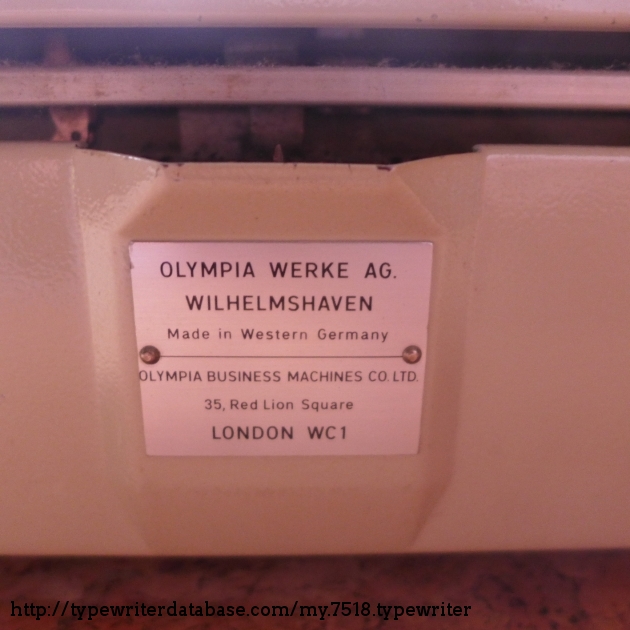 OLYMPIA WERKE AG.
WILHELMSHAVEN
Made in Western Germany
OLYMPIA BUSINESS MACHINES CO. LTD.
35, Red Lion Square
LONDON WC1
http://typewriterdatabase.com/my.7518.typewriter